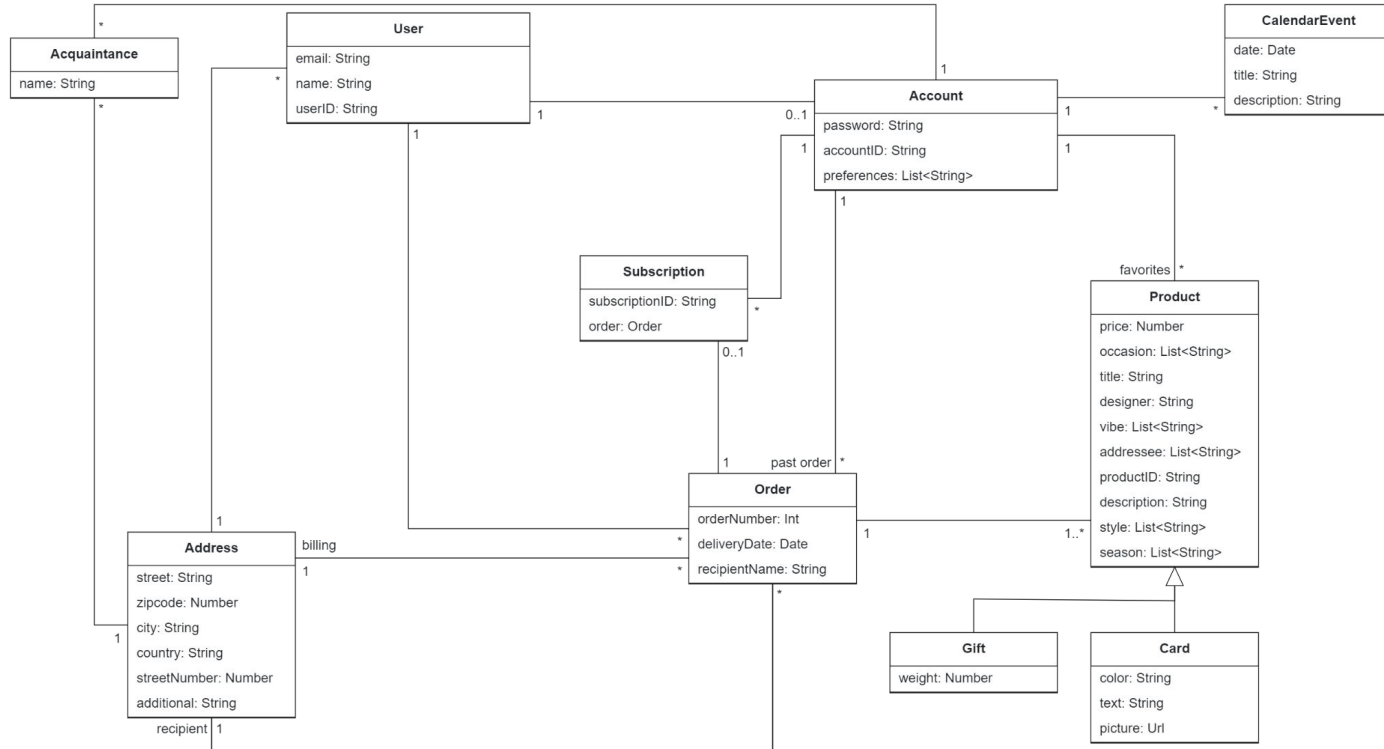 *
Acquaintance
name: String
*
User
email: String
name: String
userID: String
*
1
1
0..1
1
Account
password: String
accountID: String
preferences: List<String>
1
1
1
1
*
CalendarEvent
date: Date
title: String
description: String
Subscription
subscriptionID: String
order: Order
*
0..1
favorites *
Product
price: Number
occasion: List<String>
title: String
designer: String
vibe: List<String>
addressee: List<String>
productID: String
description: String
style: List<String>
season: List<String>
1
past order *
Order
orderNumber: Int
deliveryDate: Date
recipientName: String
1
1..*
*
*
*
1
billing
1
Address
street: String
zipcode: Number
city: String
country: String
streetNumber: Number
additional: String
1
recipient 1
Gift
weight: Number
Card
color: String
text: String
picture: Url